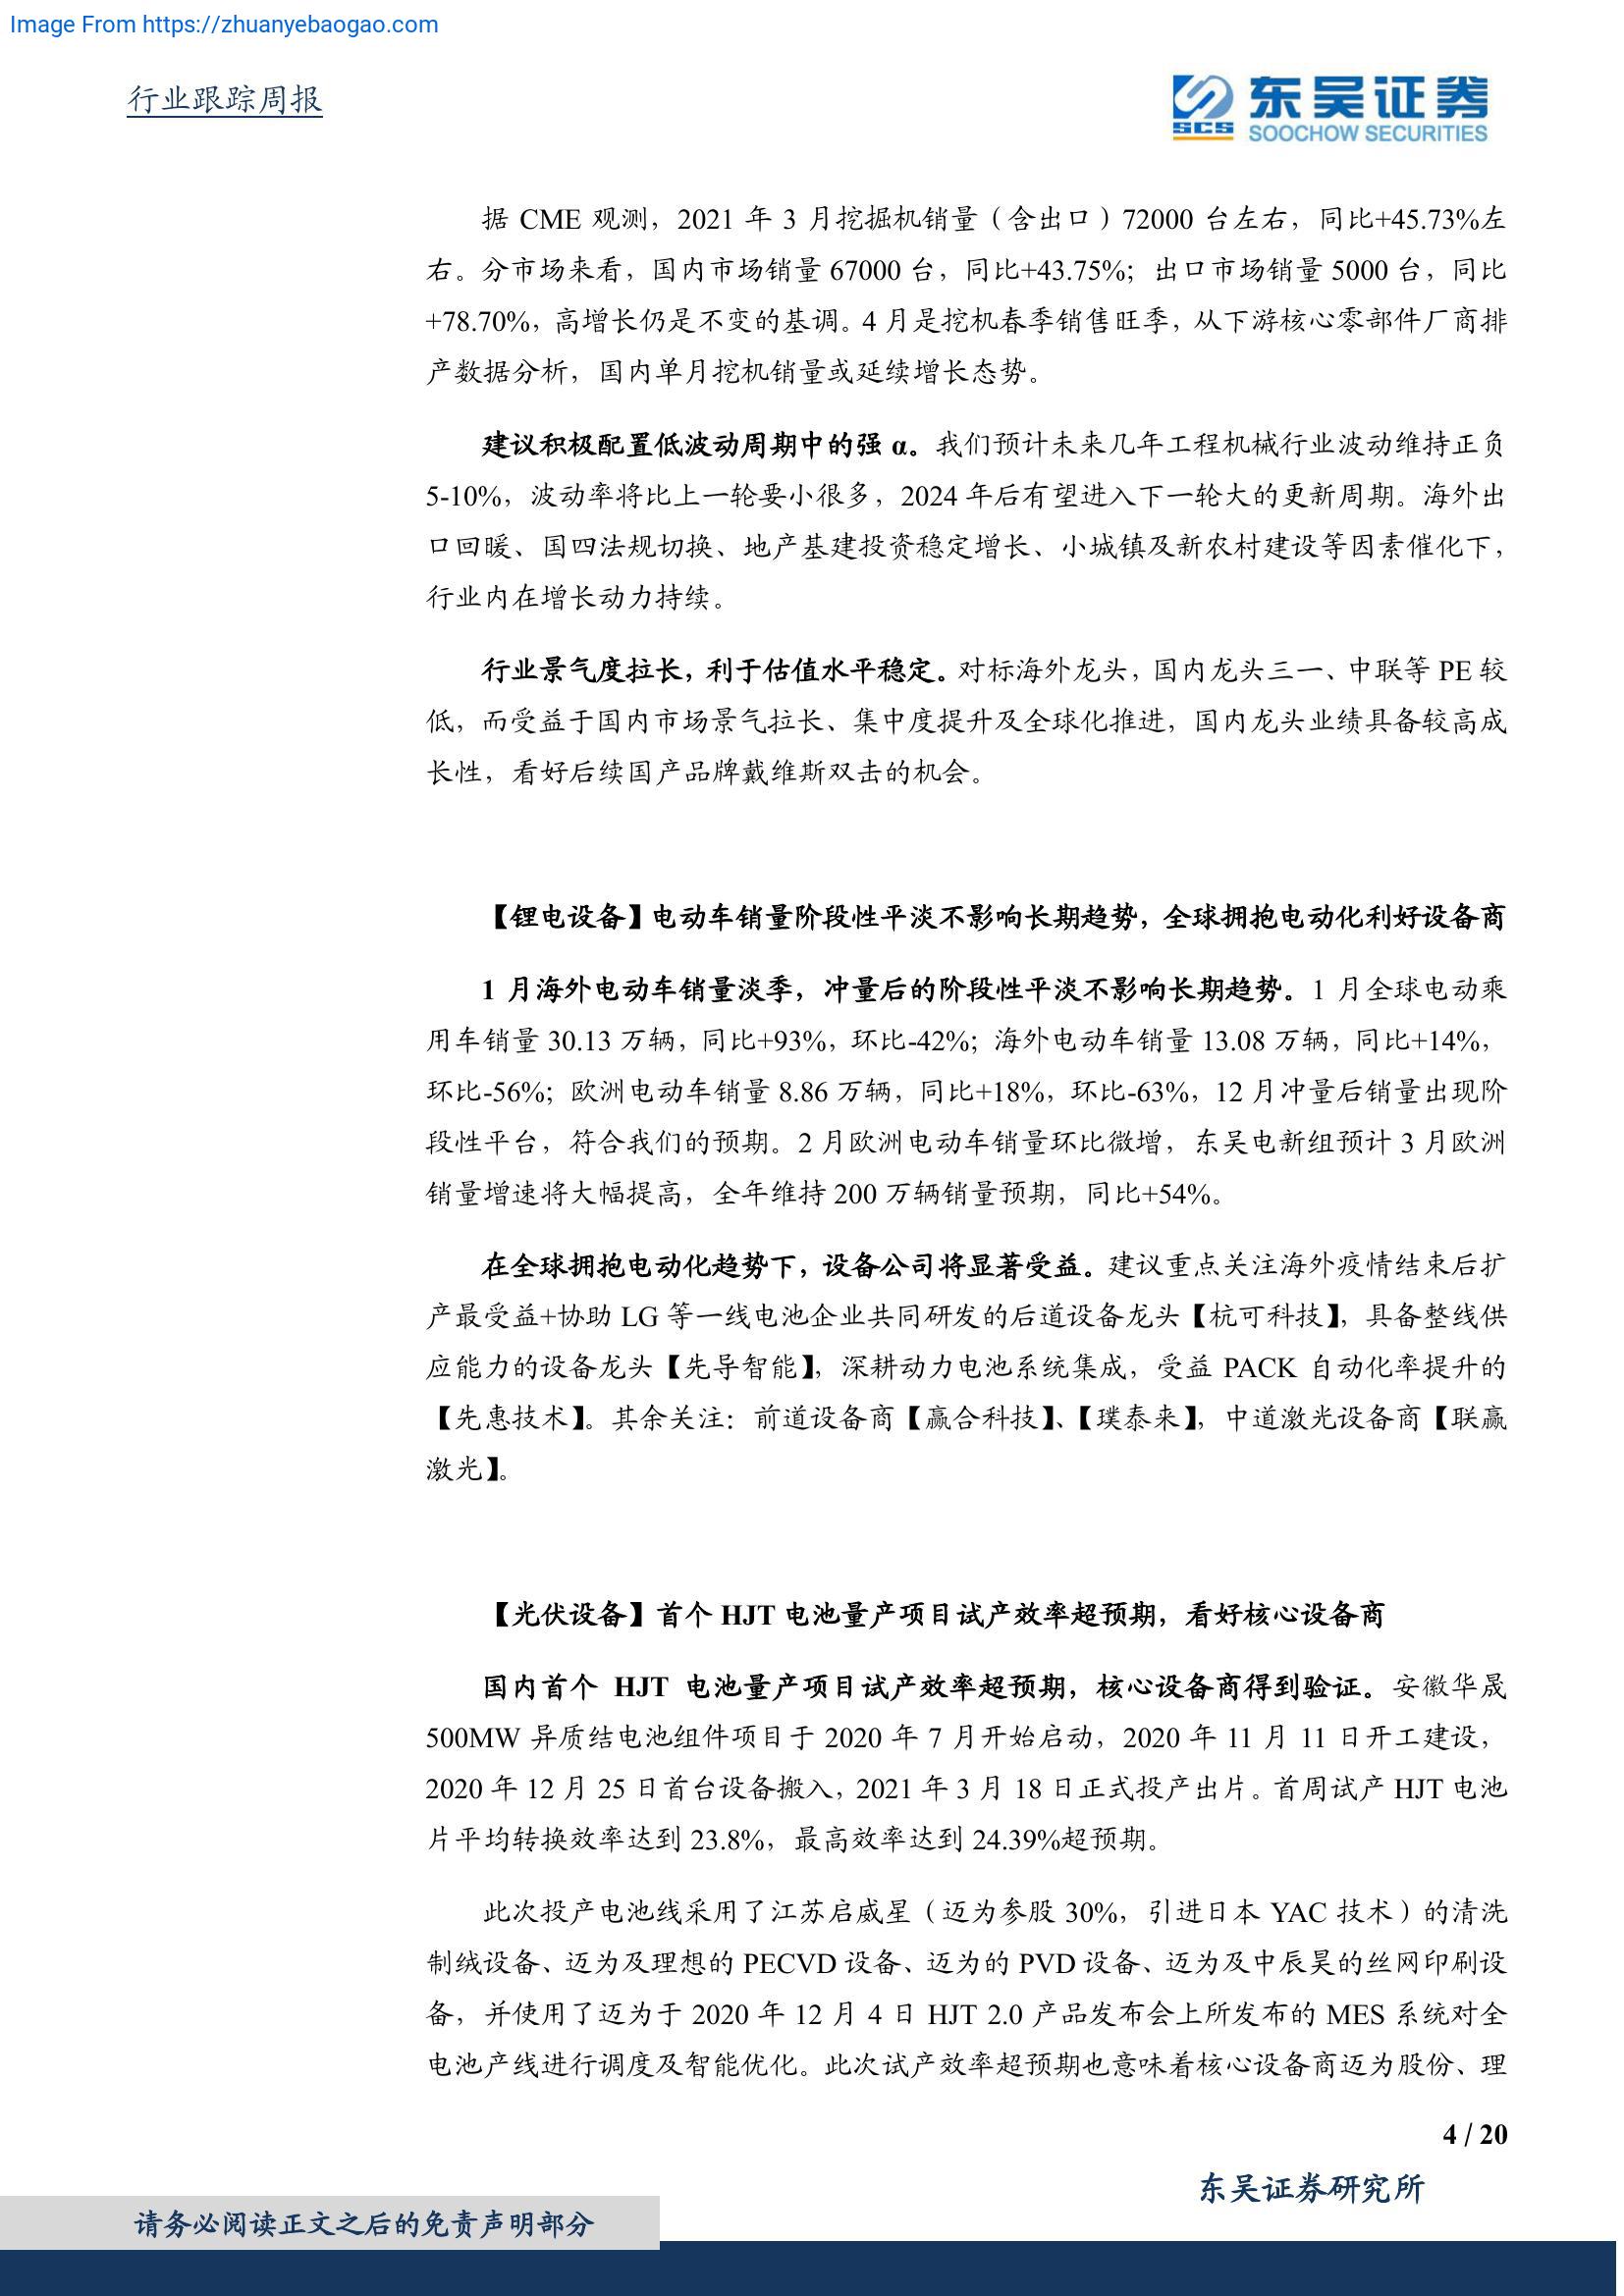 Image From https://zhuanyebaogao.com
行业跟踪周报
东吴证券
SCS
SOOCHOW SECURITIES
据 CME 观测，2021 年 3 月挖掘机销量（含出口）72000 台左右，同比+45.73%左
右。分市场来看，国内市场销量 67000 台，同比+43.75%；出口市场销量 5000 台，同比
+78.70%，高增长仍是不变的基调。4 月是挖机春季销售旺季，从下游核心零部件厂商排
产数据分析，国内单月挖机销量或延续增长态势。
建议积极配置低波动周期中的强 α。我们预计未来几年工程机械行业波动维持正负
5-10%，波动率将比上一轮要小很多，2024 年后有望进入下一轮大的更新周期。海外出
口回暖、国四法规切换、地产基建投资稳定增长、小城镇及新农村建设等因素催化下，
行业内在增长动力持续。
行业景气度拉长，利于估值水平稳定。对标海外龙头，国内龙头三一、中联等 PE 较
低，而受益于国内市场景气拉长、集中度提升及全球化推进，国内龙头业绩具备较高成
长性，看好后续国产品牌戴维斯双击的机会。
【锂电设备】电动车销量阶段性平淡不影响长期趋势，全球拥抱电动化利好设备商
1 月海外电动车销量淡季，冲量后的阶段性平淡不影响长期趋势。1 月全球电动乘
用车销量 30.13 万辆，同比+93%，环比-42%；海外电动车销量 13.08 万辆，同比+14%，
环比-56%；欧洲电动车销量 8.86 万辆，同比+18%，环比-63%，12 月冲量后销量出现阶
段性平台，符合我们的预期。2 月欧洲电动车销量环比微增，东吴电新组预计 3 月欧洲
销量增速将大幅提高，全年维持 200 万辆销量预期，同比+54%。
在全球拥抱电动化趋势下，设备公司将显著受益。建议重点关注海外疫情结束后扩
产最受益+协助 LG 等一线电池企业共同研发的后道设备龙头【杭可科技】，具备整线供
应能力的设备龙头【先导智能】，深耕动力电池系统集成，受益 PACK 自动化率提升的
【先惠技术】。其余关注：前道设备商【赢合科技】、【璞泰来】，中道激光设备商【联赢
激光】。
【光伏设备】首个 HJT 电池量产项目试产效率超预期，看好核心设备商
国内首个 HJT 电池量产项目试产效率超预期，核心设备商得到验证。安徽华晟
500MW 异质结电池组件项目于 2020 年 7 月开始启动，2020 年 11 月 11 日开工建设，
2020 年 12 月 25 日首台设备搬入，2021 年 3 月 18 日正式投产出片。首周试产 HJT 电池
片平均转换效率达到 23.8%，最高效率达到 24.39%超预期。
此次投产电池线采用了江苏启威星（迈为参股 30%，引进日本 YAC 技术）的清洗
制绒设备、迈为及理想的 PECVD 设备、迈为的 PVD 设备、迈为及中辰昊的丝网印刷设
备，并使用了迈为于 2020 年 12 月 4 日 HJT 2.0 产品发布会上所发布的 MES 系统对全
电池产线进行调度及智能优化。此次试产效率超预期也意味着核心设备商迈为股份、理
4 / 20
东吴证券研究所
请务必阅读正文之后的免责声明部分